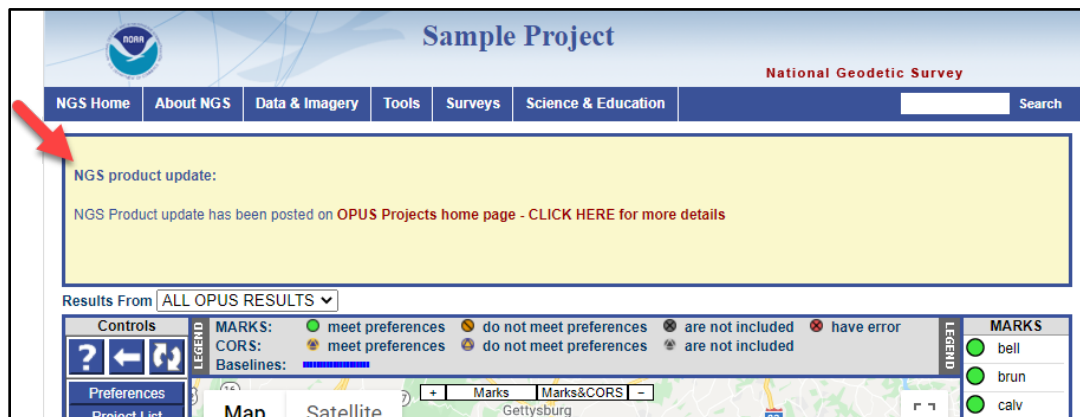 NOAA
Sample Project
National Geodetic Survey
NGS Home About NGS Data & Imagery Tools Surveys Science & Education Search
NGS product update:
NGS Product update has been posted on OPUS Projects home page - CLICK HERE for more details
Results From ALL OPUS RESULTS
Controls
?
Preferences
Project List
LEGEND
MARKS: meet preferences do not meet preferences are not included have error
CORS: meet preferences do not meet preferences are not included
Baselines:
LEGEND
+ Marks Marks&CORS −
Map Satellite
Gettysburg
16
MARKS
bell
brun
calv